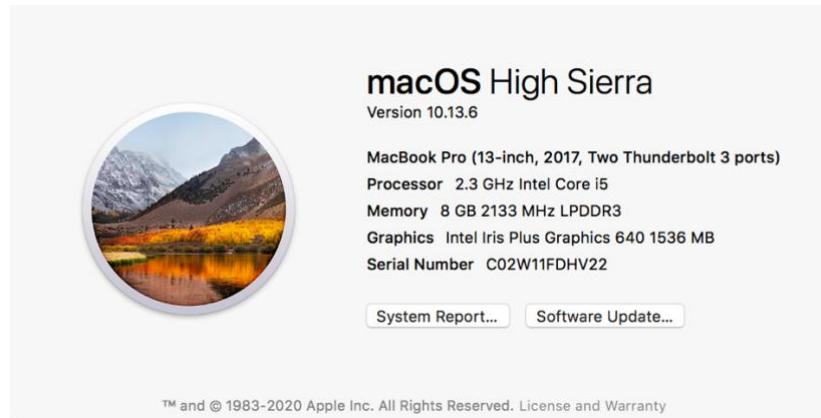 macOS High Sierra
Version 10.13.6
MacBook Pro (13-inch, 2017, Two Thunderbolt 3 ports)
Processor 2.3 GHz Intel Core i5
Memory 8 GB 2133 MHz LPDDR3
Graphics Intel Iris Plus Graphics 640 1536 MB
Serial Number C02W11FDHV22
System Report... Software Update...
™ and © 1983-2020 Apple Inc. All Rights Reserved. License and Warranty